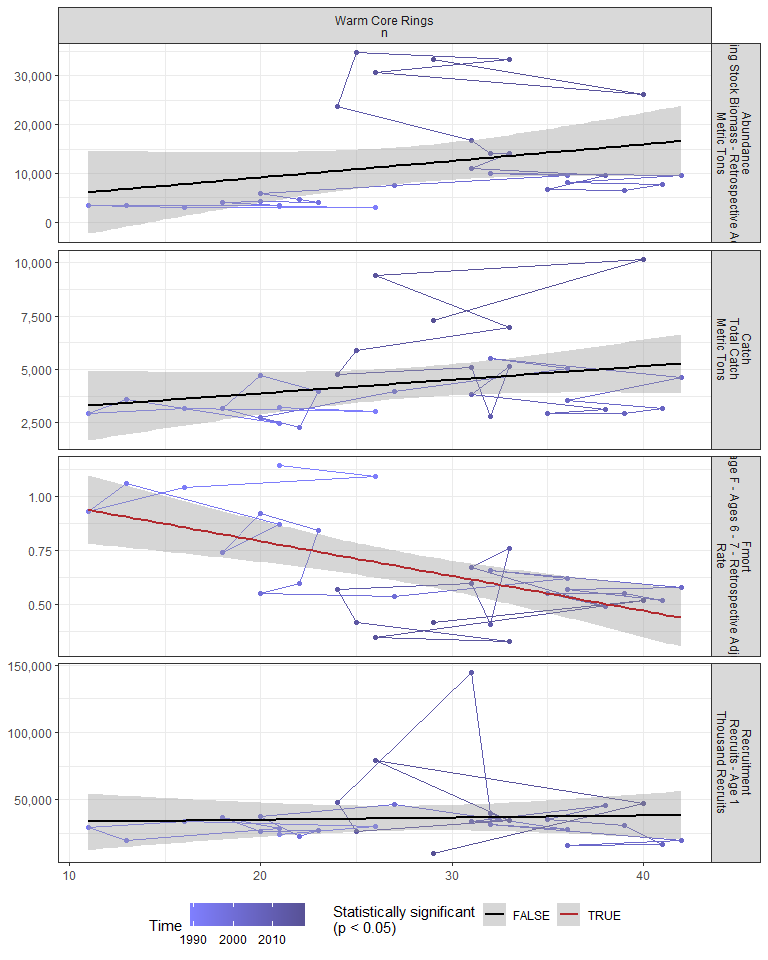 Warm Core Rings
n
30,000
20,000
10,000
0
Abundance
ing Stock Biomass - Retrospective
Metric Tons
10,000
7,500
5,000
2,500
Catch
Total Catch
Metric Tons
1.00
0.75
0.50
Fmort
F - Ages 6 - 7 - Retrospective Adj
Rate
150,000
100,000
50,000
Recruitment
Recruits - Age 1
Thousand Recruits
10 20 30 40
Time
1990 2000 2010
Statistically significant
(p < 0.05)
FALSE TRUE